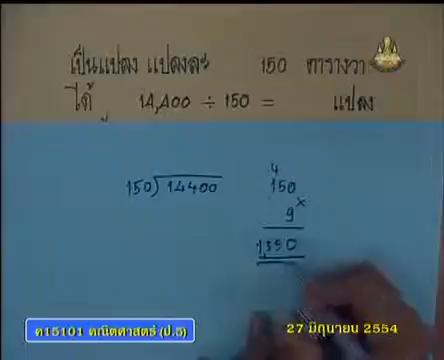 เป็นแปลง แปลงละ 150 ตารางวา
ได้ 14,400 ÷ 150 = แปลง
150)14400
4
150
×
9
1,350
ค15101 คณิตศาสตร์ (ป.5)
27 มิถุนายน 2554